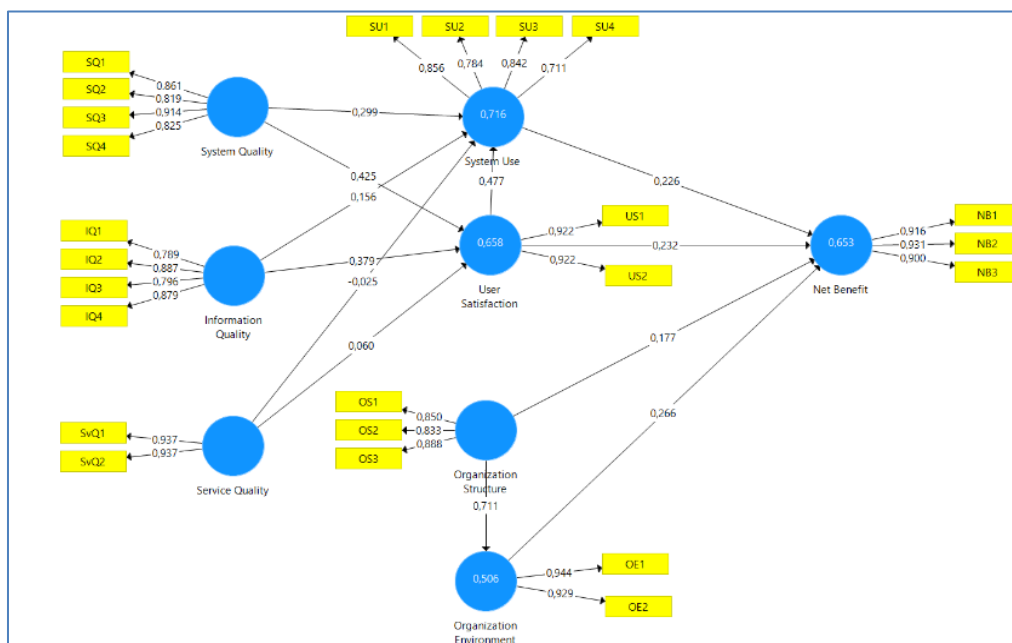 SU1
SU2
SU3
SU4
0,856
0,784
0,842
0,711
SQ1
SQ2
SQ3
SQ4
0,861
0,819
0,914
0,825
System Quality
0,299
0,716
System Use
0,425
0,156
0,477
0,226
IQ1
IQ2
IQ3
IQ4
0,789
0,887
0,796
0,879
Information
Quality
0,379
-0,025
0,060
0,658
User
Satisfaction
US1
US2
0,922
0,922
0,232
0,653
Net Benefit
NB1
NB2
NB3
0,916
0,931
0,900
0,177
0,266
SvQ1
SvQ2
0,937
0,937
Service Quality
OS1
OS2
OS3
0,850
0,833
0,888
Organization
Structure
0,711
0,506
Organization
Environment
OE1
OE2
0,944
0,929